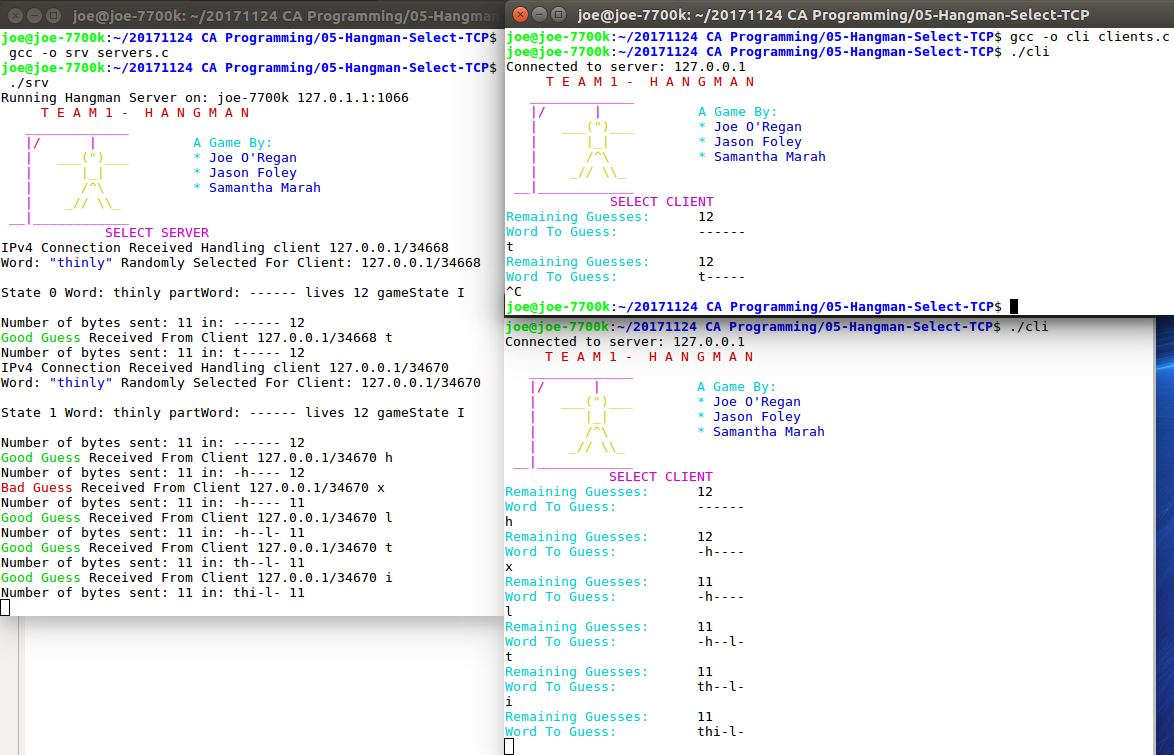 joe@joe-7700k: ~/20171124 CA Programming/05-Hangman
joe@joe-7700k:~/20171124 CA Programming/05-Hangman-Select-TCP$
 gcc -o srv servers.c
joe@joe-7700k:~/20171124 CA Programming/05-Hangman-Select-TCP$
 ./srv
Running Hangman Server on: joe-7700k 127.0.1.1:1066
     T E A M 1 -  H A N G M A N
   _____________
   |/      |            A Game By:
   |   ___(")___        * Joe O'Regan
   |      |_|           * Jason Foley
   |      /^\           * Samantha Marah
   |    _// \\_
 __|____________
             SELECT SERVER
IPv4 Connection Received Handling client 127.0.0.1/34668
Word: "thinly" Randomly Selected For Client: 127.0.0.1/34668
State 0 Word: thinly partWord: ------ lives 12 gameState I
Number of bytes sent: 11 in: ------ 12
Good Guess Received From Client 127.0.0.1/34668 t
Number of bytes sent: 11 in: t----- 12
IPv4 Connection Received Handling client 127.0.0.1/34670
Word: "thinly" Randomly Selected For Client: 127.0.0.1/34670
State 1 Word: thinly partWord: ------ lives 12 gameState I
Number of bytes sent: 11 in: ------ 12
Good Guess Received From Client 127.0.0.1/34670 h
Number of bytes sent: 11 in: -h---- 12
Bad Guess Received From Client 127.0.0.1/34670 x
Number of bytes sent: 11 in: -h---- 11
Good Guess Received From Client 127.0.0.1/34670 l
Number of bytes sent: 11 in: -h--l- 11
Good Guess Received From Client 127.0.0.1/34670 t
Number of bytes sent: 11 in: th--l- 11
Good Guess Received From Client 127.0.0.1/34670 i
Number of bytes sent: 11 in: thi-l- 11
joe@joe-7700k: ~/20171124 CA Programming/05-Hangman-Select-TCP
joe@joe-7700k:~/20171124 CA Programming/05-Hangman-Select-TCP$ gcc -o cli clients.c
joe@joe-7700k:~/20171124 CA Programming/05-Hangman-Select-TCP$ ./cli
Connected to server: 127.0.0.1
     T E A M 1 -  H A N G M A N
   _____________
   |/      |            A Game By:
   |   ___(")___        * Joe O'Regan
   |      |_|           * Jason Foley
   |      /^\           * Samantha Marah
   |    _// \\_
 __|____________
             SELECT CLIENT
Remaining Guesses:      12
Word To Guess:          ------
t
Remaining Guesses:      12
Word To Guess:          t-----
^C
joe@joe-7700k:~/20171124 CA Programming/05-Hangman-Select-TCP$
joe@joe-7700k:~/20171124 CA Programming/05-Hangman-Select-TCP$ ./cli
Connected to server: 127.0.0.1
     T E A M 1 -  H A N G M A N
   _____________
   |/      |            A Game By:
   |   ___(")___        * Joe O'Regan
   |      |_|           * Jason Foley
   |      /^\           * Samantha Marah
   |    _// \\_
 __|____________
             SELECT CLIENT
Remaining Guesses:      12
Word To Guess:          ------
h
Remaining Guesses:      12
Word To Guess:          -h----
x
Remaining Guesses:      11
Word To Guess:          -h----
l
Remaining Guesses:      11
Word To Guess:          -h--l-
t
Remaining Guesses:      11
Word To Guess:          th--l-
i
Remaining Guesses:      11
Word To Guess:          thi-l-